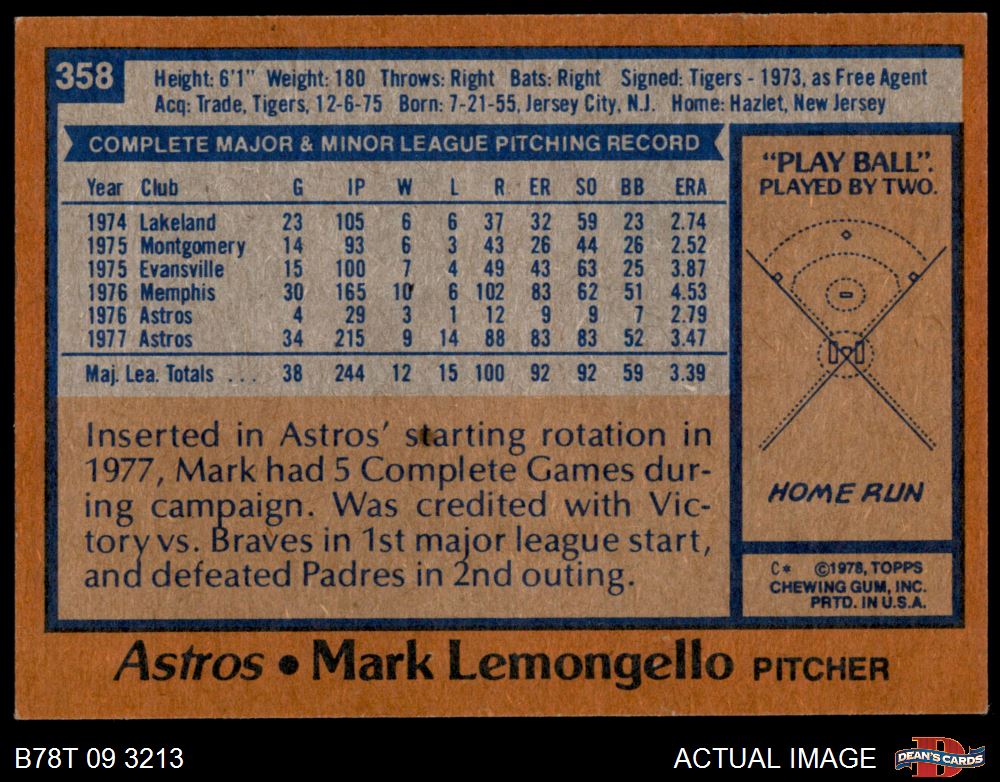 358
Height: 6'1" Weight: 180 Throws: Right Bats: Right Signed: Tigers - 1973, as Free Agent
Acq: Trade, Tigers, 12-6-75 Born: 7-21-55, Jersey City, N.J. Home: Hazlet, New Jersey
COMPLETE MAJOR & MINOR LEAGUE PITCHING RECORD
Year Club G IP W L R ER SO BB ERA
1974 Lakeland 23 105 6 6 37 32 59 23 2.74
1975 Montgomery 14 93 6 3 43 26 44 26 2.52
1975 Evansville 15 100 7 4 49 43 63 25 3.87
1976 Memphis 30 165 10 6 102 83 62 51 4.53
1976 Astros 4 29 3 1 12 9 9 7 2.79
1977 Astros 34 215 9 14 88 83 83 52 3.47
Maj. Lea. Totals ... 38 244 12 15 100 92 92 59 3.39
Inserted in Astros' starting rotation in
1977, Mark had 5 Complete Games dur-
ing campaign. Was credited with Vic-
tory vs. Braves in 1st major league start,
and defeated Padres in 2nd outing.
"PLAY BALL".
PLAYED BY TWO.
HOME RUN
C* ©1978, TOPPS
CHEWING GUM, INC.
PRTD. IN U.S.A.
Astros • Mark Lemongello PITCHER
B78T 09 3213
ACTUAL IMAGE
DEAN'S CARDS